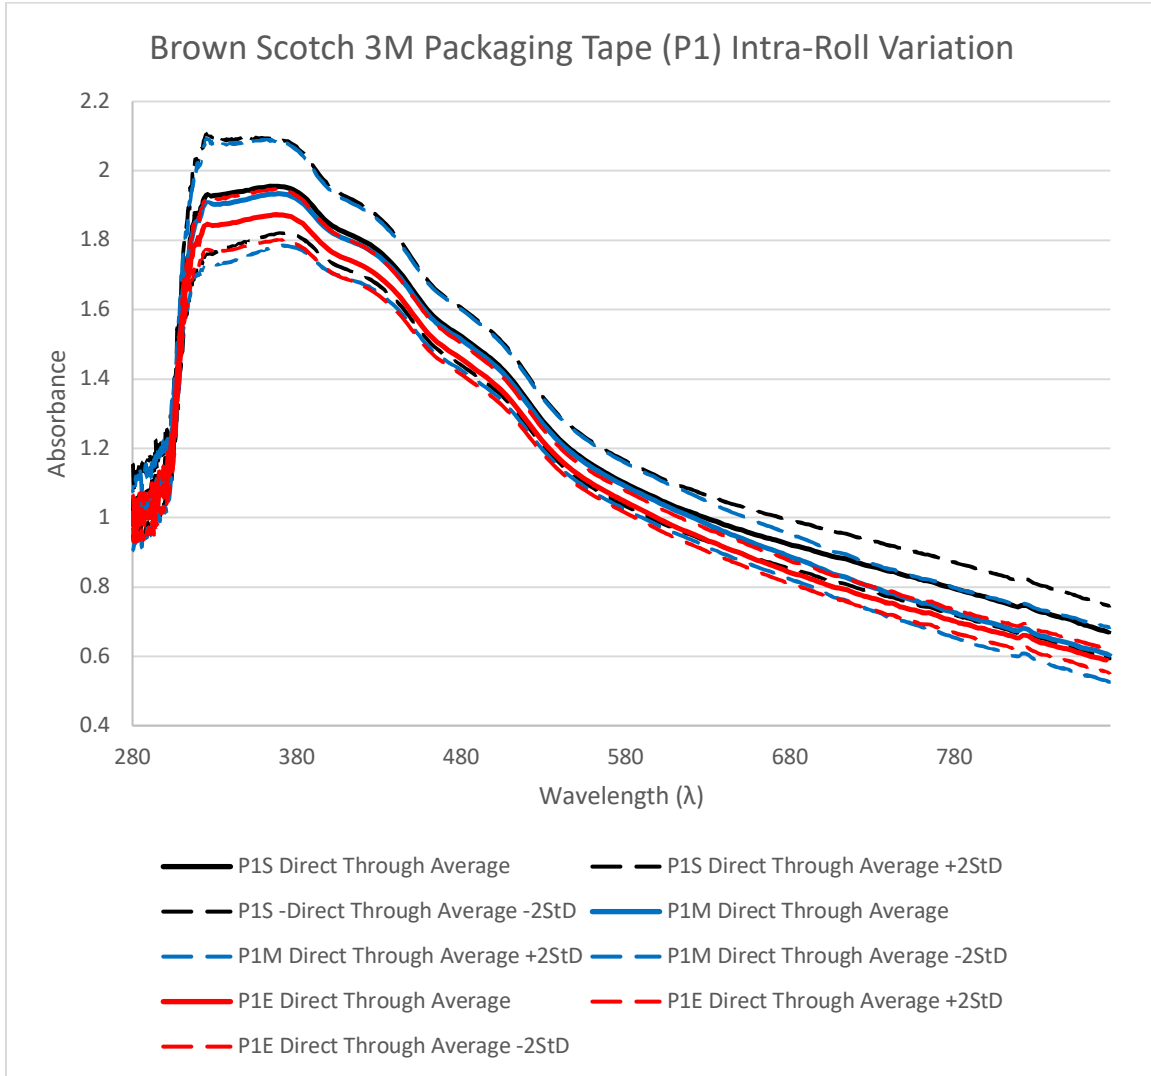 Brown Scotch 3M Packaging Tape (P1) Intra-Roll Variation
2.2
2
1.8
1.6
1.4
1.2
1
0.8
0.6
0.4
Absorbance
280 380 480 580 680 780
Wavelength (λ)
P1S Direct Through Average P1S Direct Through Average +2StD
P1S -Direct Through Average -2StD P1M Direct Through Average
P1M Direct Through Average +2StD P1M Direct Through Average -2StD
P1E Direct Through Average P1E Direct Through Average +2StD
P1E Direct Through Average -2StD